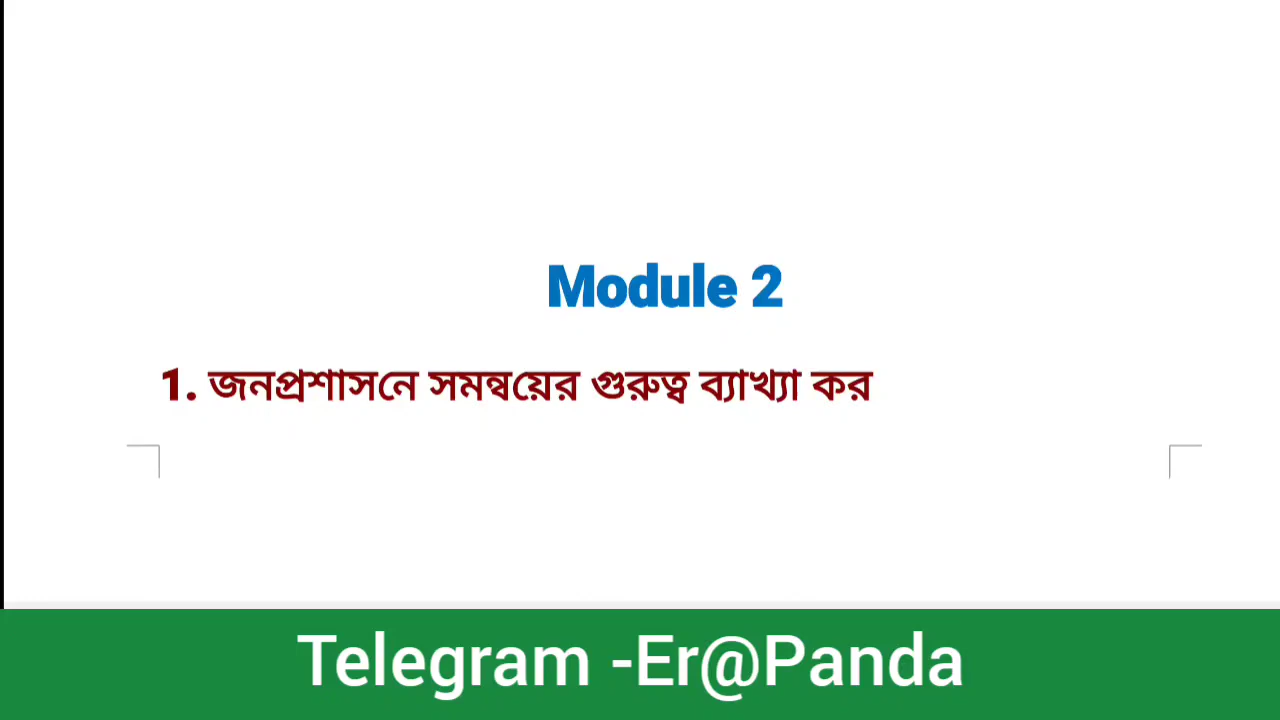 Module 2
1. জনপ্রশাসনে সমন্বয়ের গুরুত্ব ব্যাখ্যা কর
Telegram -Er@Panda